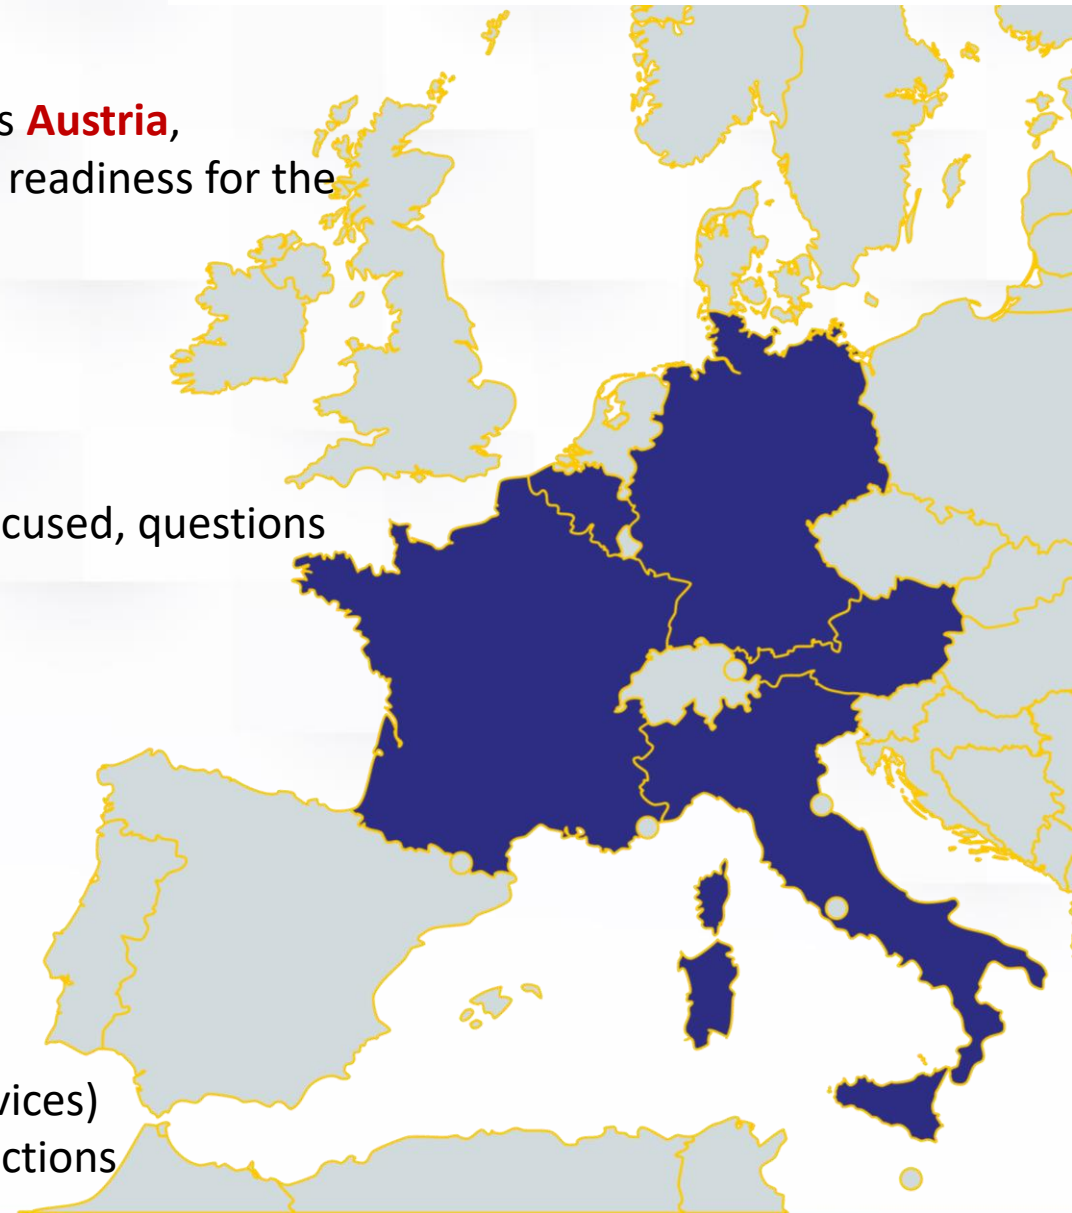 s Austria,
readiness for the
cused, questions
vices)
ctions